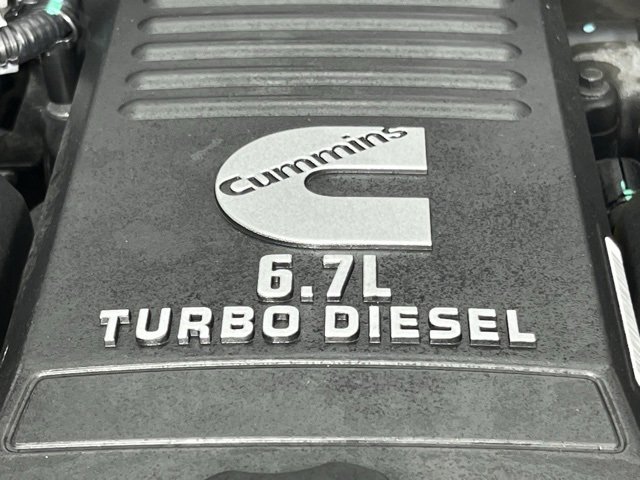 Cummins
6.7L
TURBO DIESEL